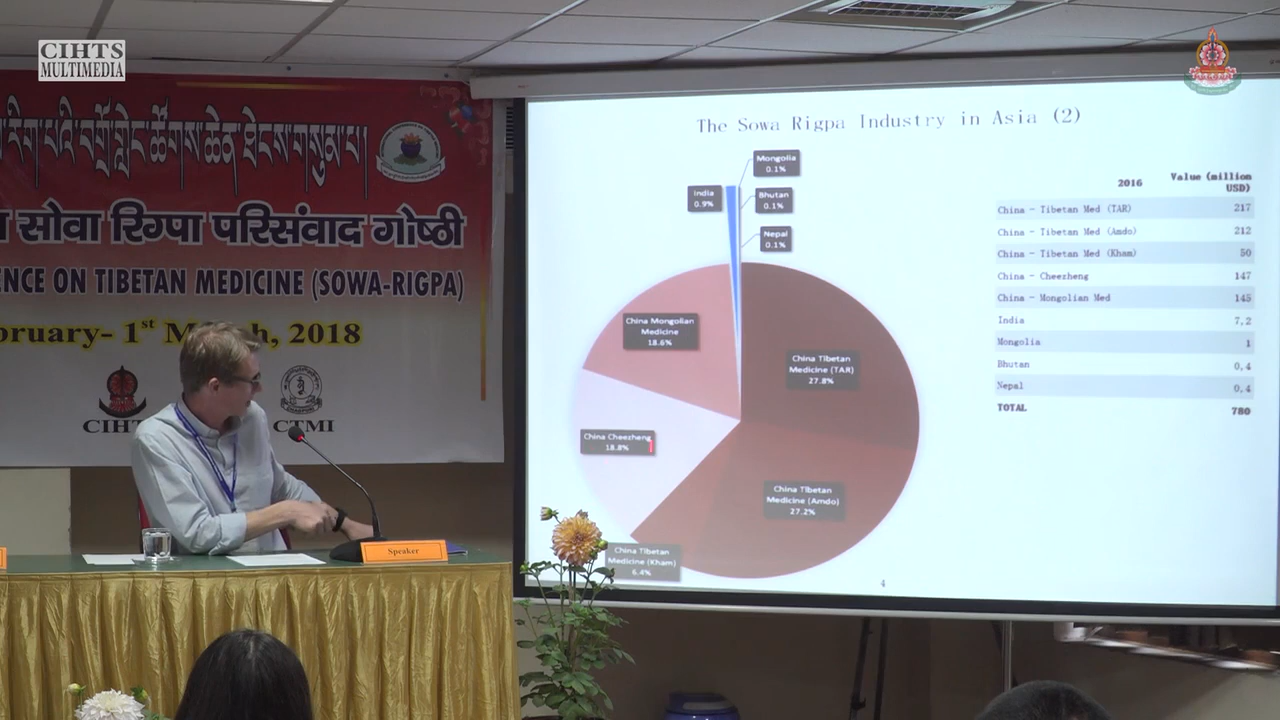 CIHTS
MULTIMEDIA
सोवा रिग्पा परिसंवाद गोष्ठी
ENCE ON TIBETAN MEDICINE (SOWA-RIGPA)
bruary- 1st March, 2018
CIHT
CTMI
Speaker
The Sowa Rigpa Industry in Asia (2)
Mongolia
0.1%
India
0.9%
Bhutan
0.1%
Nepal
0.1%
China Mongolian
Medicine
18.6%
China Tibetan
Medicine (TAR)
27.8%
China Cheezheng
18.8%
China Tibetan
Medicine (Amdo)
27.2%
China Tibetan
Medicine (Kham)
6.4%
2016 Value (million USD)
China - Tibetan Med (TAR) 217
China - Tibetan Med (Amdo) 212
China - Tibetan Med (Kham) 50
China - Cheezheng 147
China - Mongolian Med 145
India 7,2
Mongolia 1
Bhutan 0,4
Nepal 0,4
TOTAL 780
4